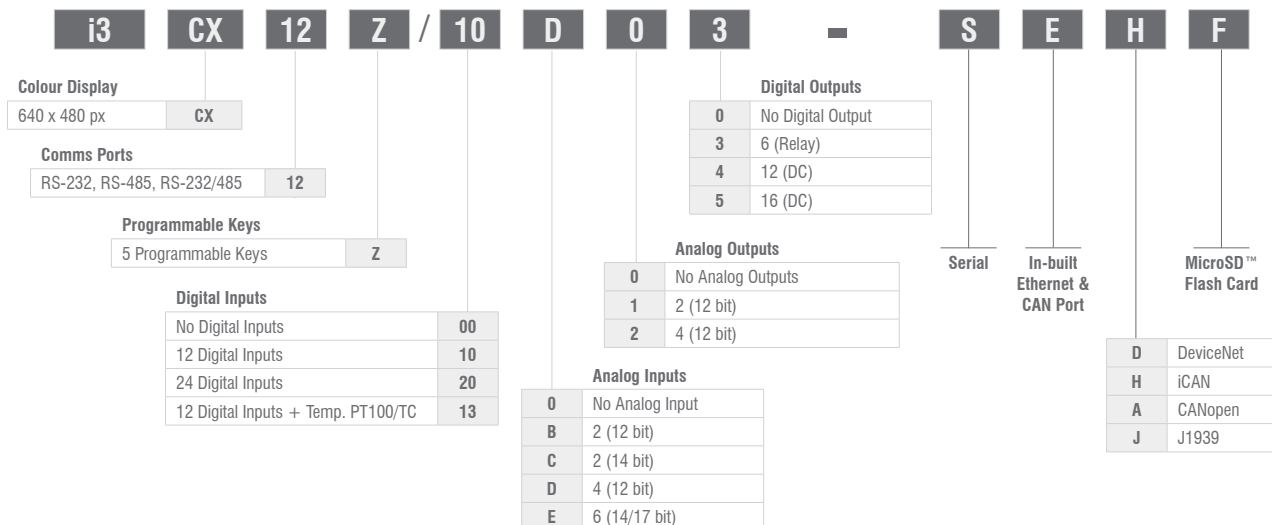 i3 CX 12 Z / 10 D 0 3 - S E H F
Colour Display
640 x 480 px CX
Comms Ports
RS-232, RS-485, RS-232/485 12
Programmable Keys
5 Programmable Keys Z
Digital Inputs
No Digital Inputs 00
12 Digital Inputs 10
24 Digital Inputs 20
12 Digital Inputs + Temp. PT100/TC 13
Analog Inputs
0 No Analog Input
B 2 (12 bit)
C 2 (14 bit)
D 4 (12 bit)
E 6 (14/17 bit)
Analog Outputs
0 No Analog Outputs
1 2 (12 bit)
2 4 (12 bit)
Digital Outputs
0 No Digital Output
3 6 (Relay)
4 12 (DC)
5 16 (DC)
Serial
In-built
Ethernet &
CAN Port
D DeviceNet
H iCAN
A CANopen
J J1939
MicroSD™
Flash Card